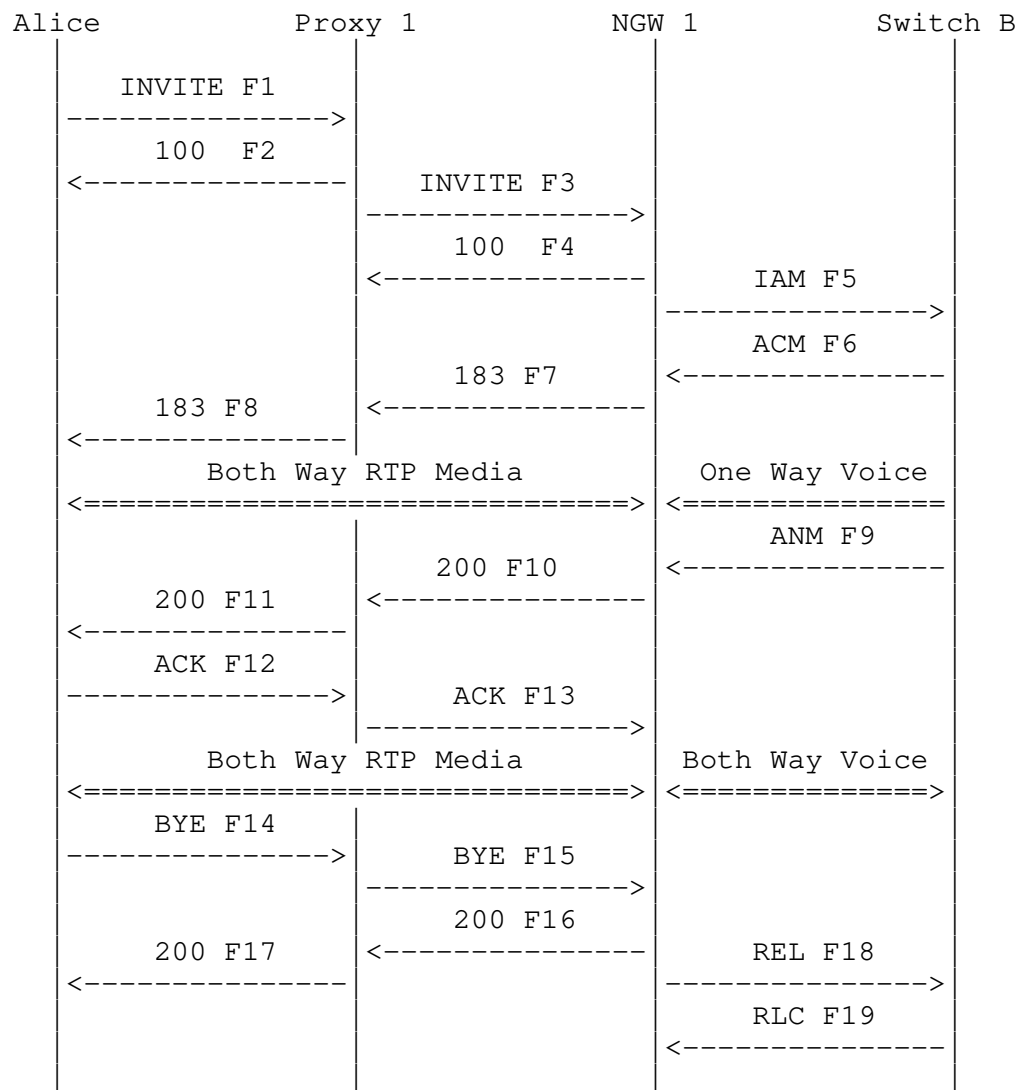 Alice Proxy 1 NGW 1 Switch B
INVITE F1
100 F2
INVITE F3
100 F4
IAM F5
ACM F6
183 F7
183 F8
Both Way RTP Media One Way Voice
ANM F9
200 F10
200 F11
ACK F12
ACK F13
Both Way RTP Media Both Way Voice
BYE F14
BYE F15
200 F16
200 F17 REL F18
RLC F19